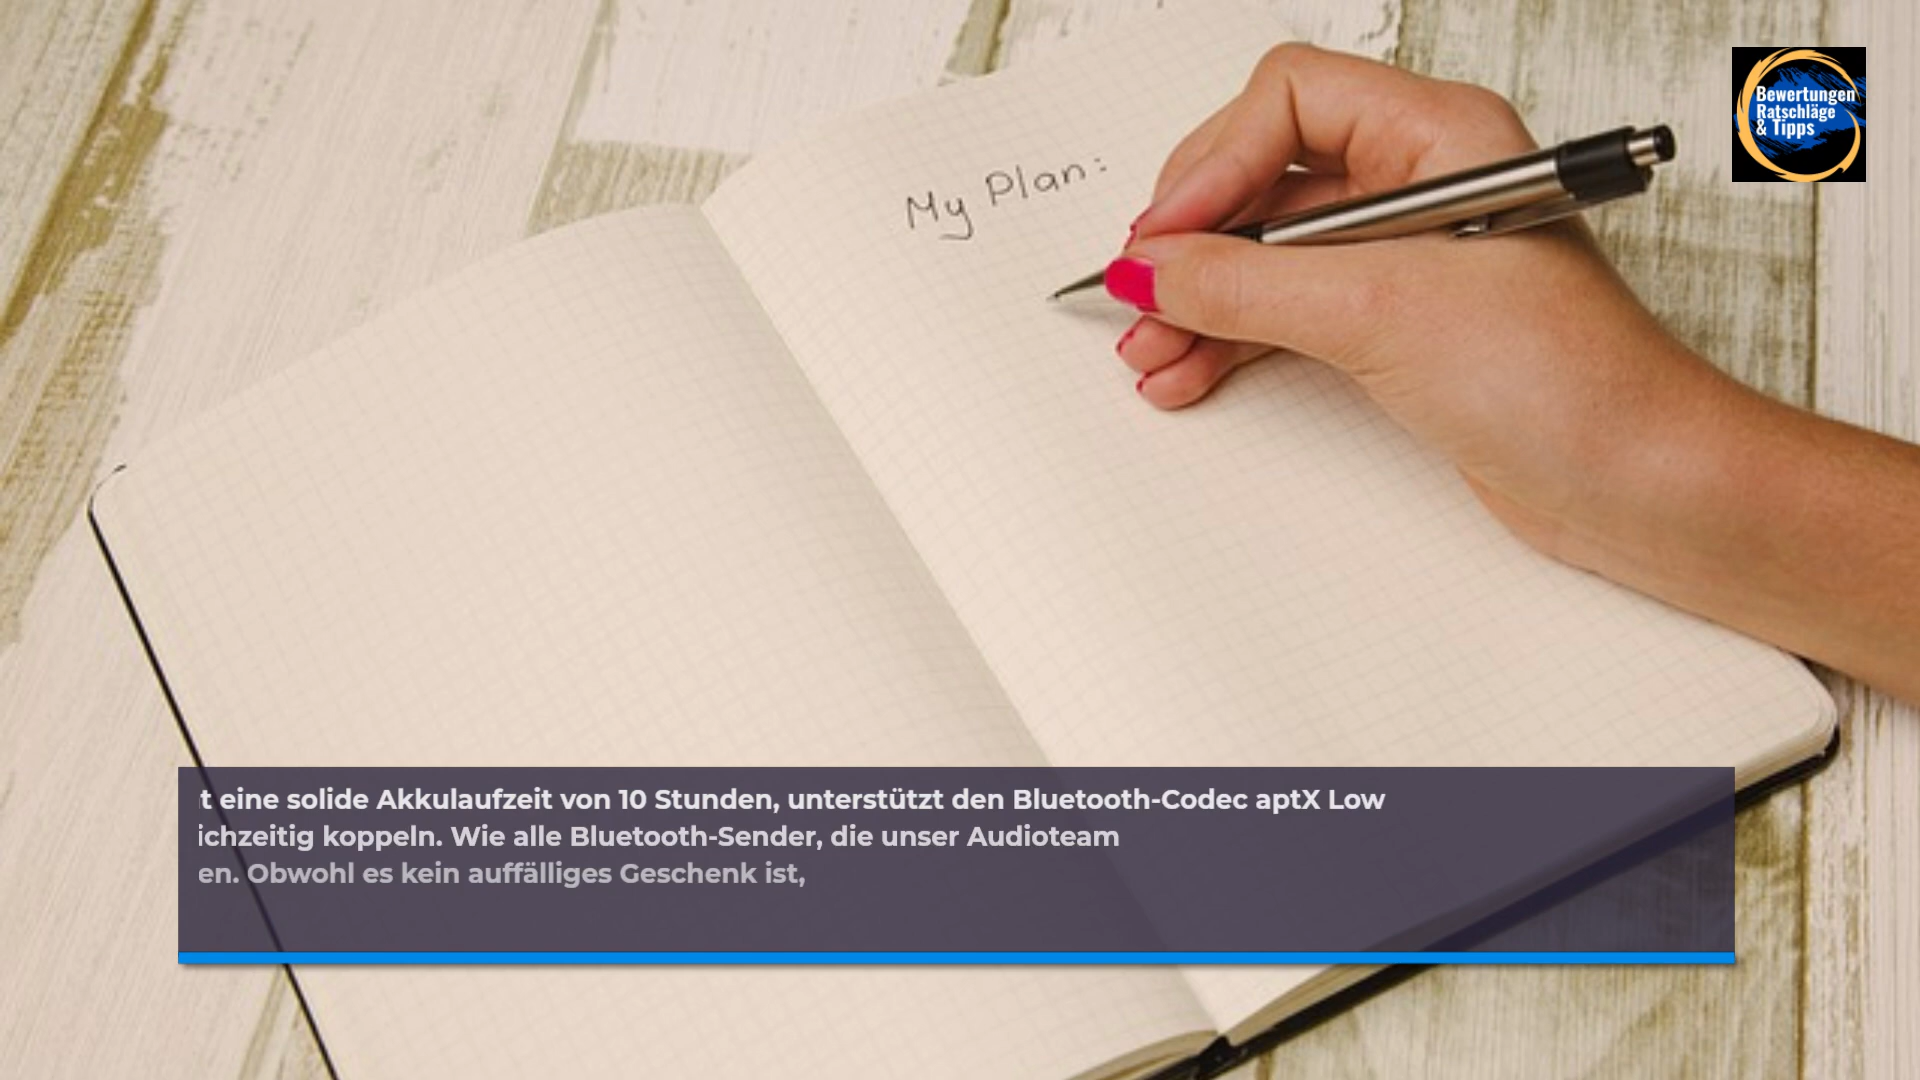 Bewertungen
Ratschläge
& Tipps
My Plan:
t eine solide Akkulaufzeit von 10 Stunden, unterstützt den Bluetooth-Codec aptX Low
ichzeitig koppeln. Wie alle Bluetooth-Sender, die unser Audioteam
en. Obwohl es kein auffälliges Geschenk ist,